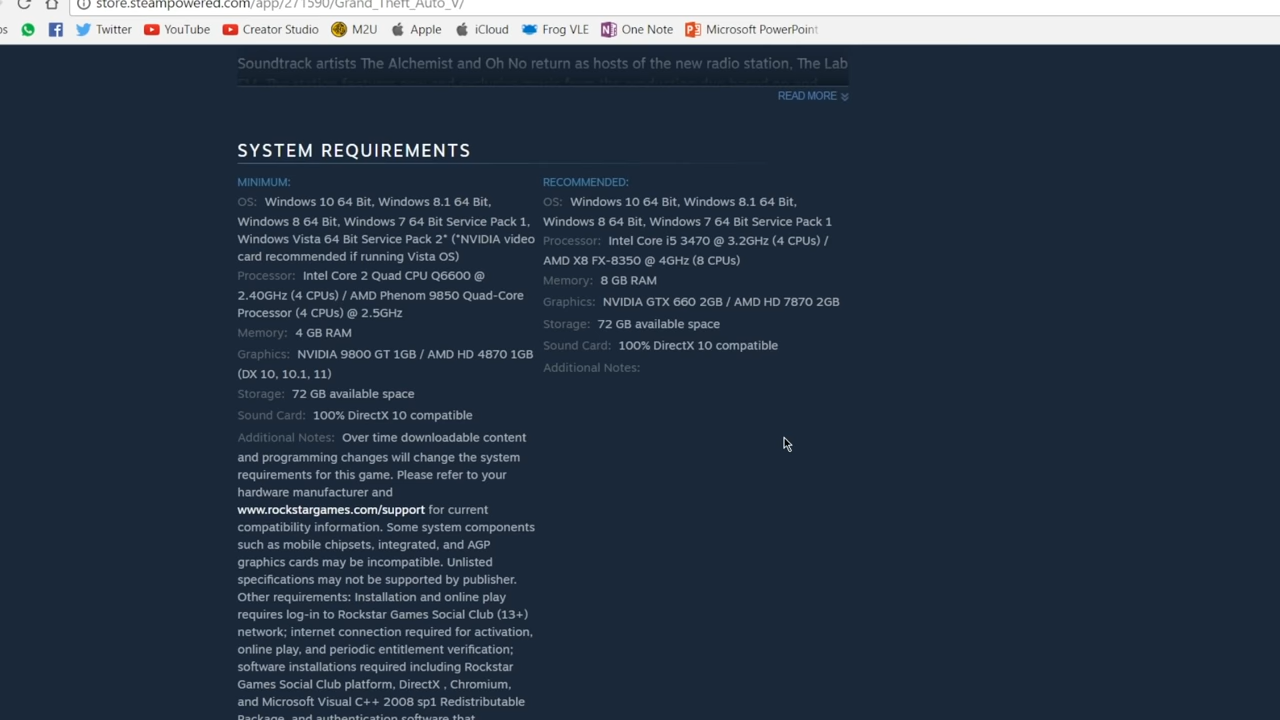 store.steampowered.com/app/271590/Grand_Theft_Auto_V/
Twitter YouTube Creator Studio M2U Apple iCloud Frog VLE One Note Microsoft PowerPoint
Soundtrack artists The Alchemist and Oh No return as hosts of the new radio station, The Lab
READ MORE
SYSTEM REQUIREMENTS
MINIMUM:
OS: Windows 10 64 Bit, Windows 8.1 64 Bit,
Windows 8 64 Bit, Windows 7 64 Bit Service Pack 1,
Windows Vista 64 Bit Service Pack 2* (*NVIDIA video
card recommended if running Vista OS)
Processor: Intel Core 2 Quad CPU Q6600 @
2.40GHz (4 CPUs) / AMD Phenom 9850 Quad-Core
Processor (4 CPUs) @ 2.5GHz
Memory: 4 GB RAM
Graphics: NVIDIA 9800 GT 1GB / AMD HD 4870 1GB
(DX 10, 10.1, 11)
Storage: 72 GB available space
Sound Card: 100% DirectX 10 compatible
Additional Notes: Over time downloadable content
and programming changes will change the system
requirements for this game. Please refer to your
hardware manufacturer and
www.rockstargames.com/support for current
compatibility information. Some system components
such as mobile chipsets, integrated, and AGP
graphics cards may be incompatible. Unlisted
specifications may not be supported by publisher.
Other requirements: Installation and online play
requires log-in to Rockstar Games Social Club (13+)
network; internet connection required for activation,
online play, and periodic entitlement verification;
software installations required including Rockstar
Games Social Club platform, DirectX , Chromium,
and Microsoft Visual C++ 2008 sp1 Redistributable
Package, and authentication software that
RECOMMENDED:
OS: Windows 10 64 Bit, Windows 8.1 64 Bit,
Windows 8 64 Bit, Windows 7 64 Bit Service Pack 1
Processor: Intel Core i5 3470 @ 3.2GHz (4 CPUs) /
AMD X8 FX-8350 @ 4GHz (8 CPUs)
Memory: 8 GB RAM
Graphics: NVIDIA GTX 660 2GB / AMD HD 7870 2GB
Storage: 72 GB available space
Sound Card: 100% DirectX 10 compatible
Additional Notes: